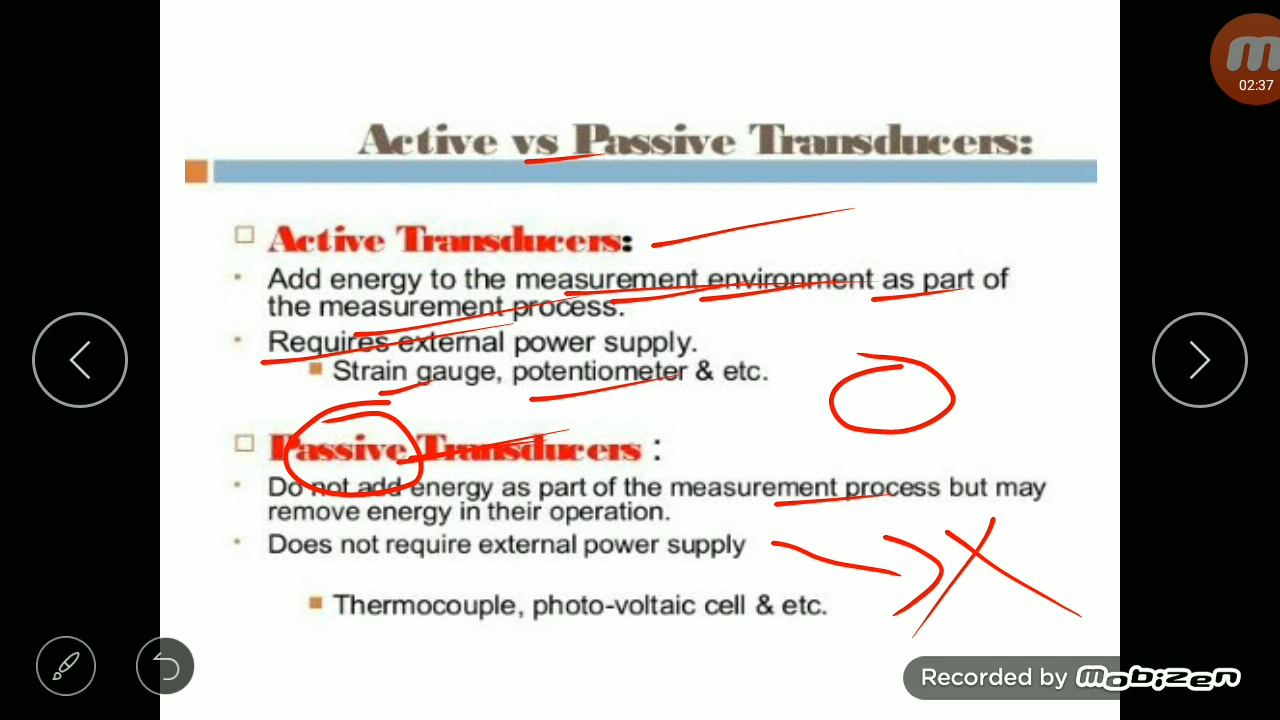 02:37
Active vs Passive Transducers:
Active Transducers:
Add energy to the measurement environment as part of
the measurement process.
Requires external power supply.
Strain gauge, potentiometer & etc.
Passive Transducers :
Do not add energy as part of the measurement process but may
remove energy in their operation.
Does not require external power supply
Thermocouple, photo-voltaic cell & etc.
Recorded by mobizen